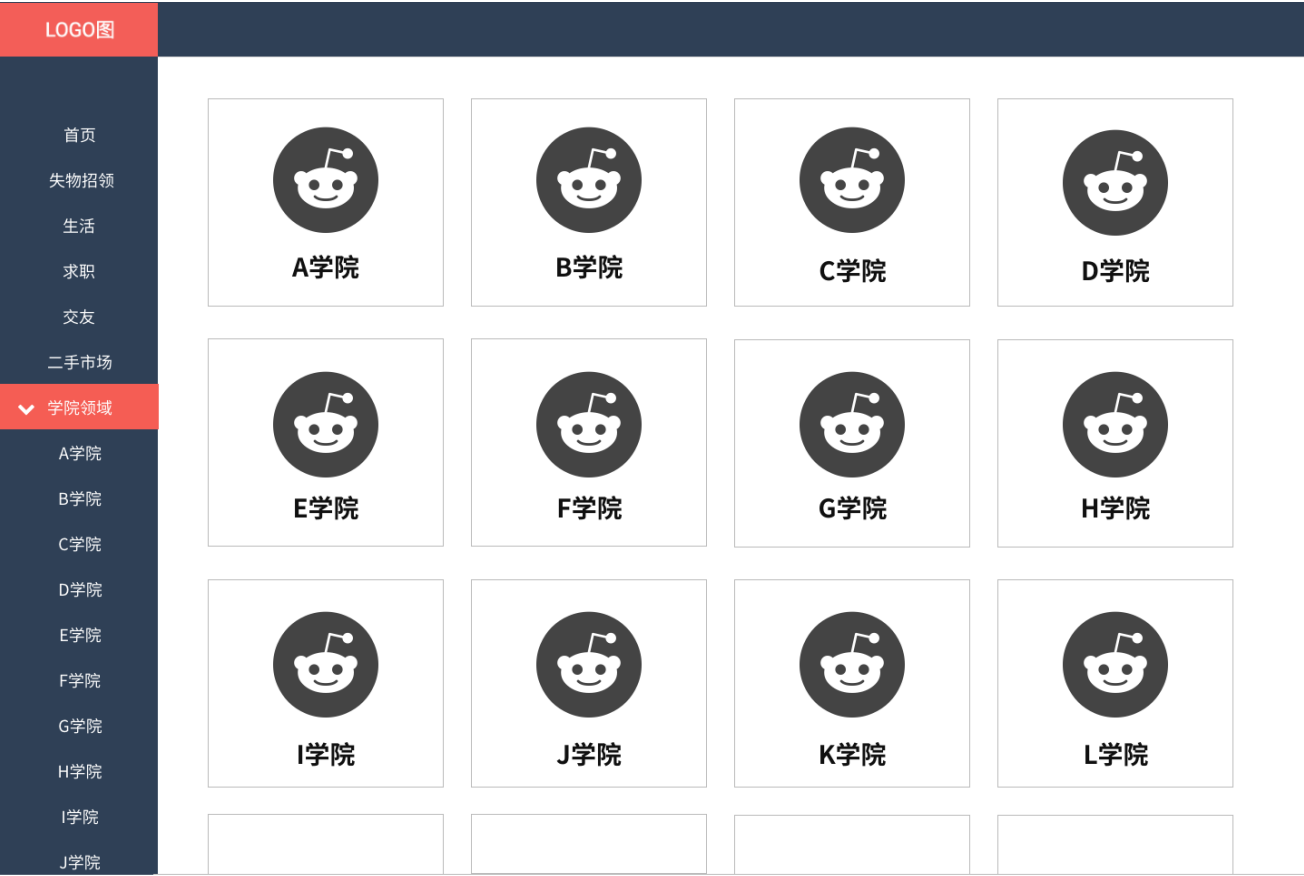 LOGO图
首页
失物招领
生活
求职
交友
二手市场
学院领域
A学院
B学院
C学院
D学院
E学院
F学院
G学院
H学院
I学院
J学院
A学院
B学院
C学院
D学院
E学院
F学院
G学院
H学院
I学院
J学院
K学院
L学院